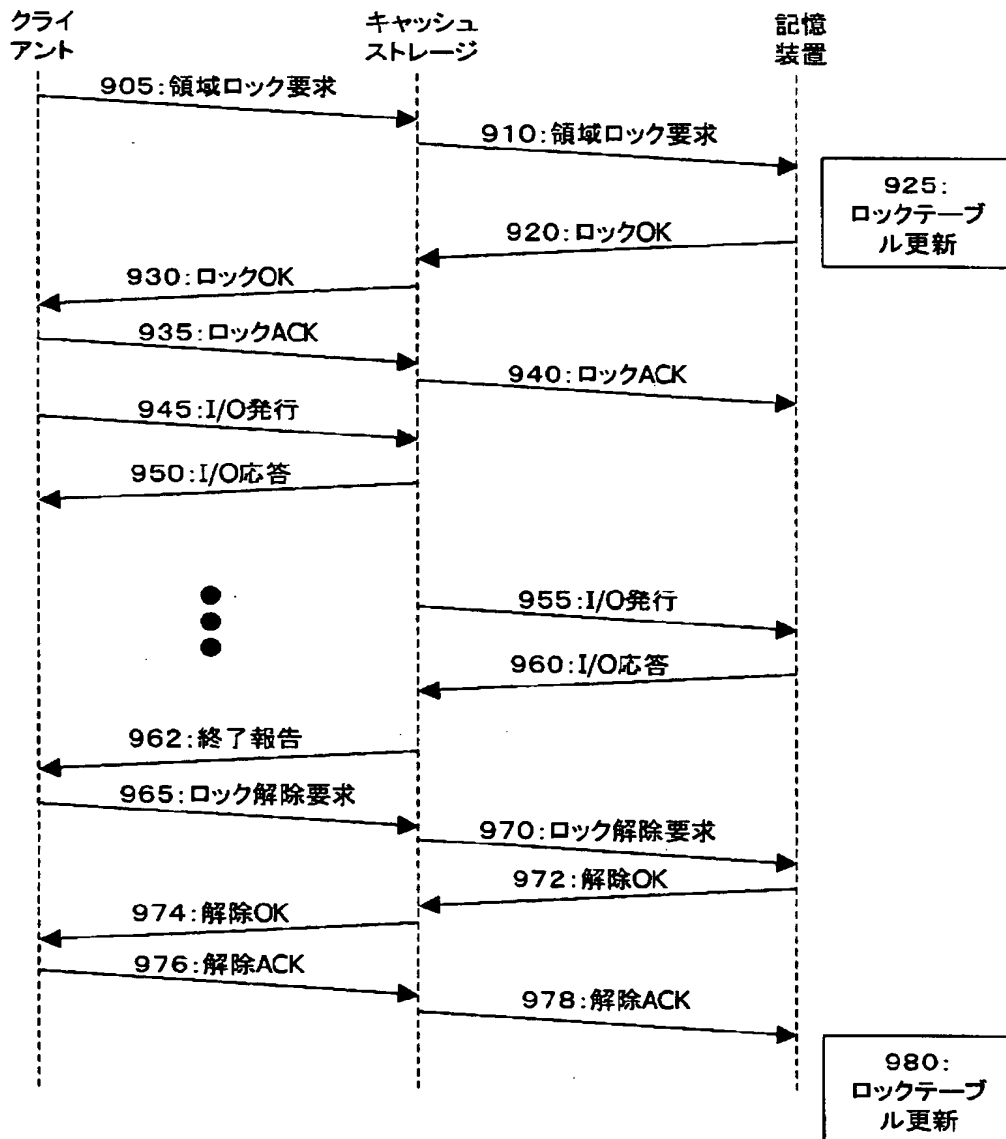 クライ
アント
キャッシュ
ストレージ
記憶
装置
905:領域ロック要求
910:領域ロック要求
925:
ロックテーブ
ル更新
920:ロックOK
930:ロックOK
935:ロックACK
940:ロックACK
945:I/O発行
950:I/O応答
955:I/O発行
960:I/O応答
962:終了報告
965:ロック解除要求
970:ロック解除要求
972:解除OK
974:解除OK
976:解除ACK
978:解除ACK
980:
ロックテーブ
ル更新